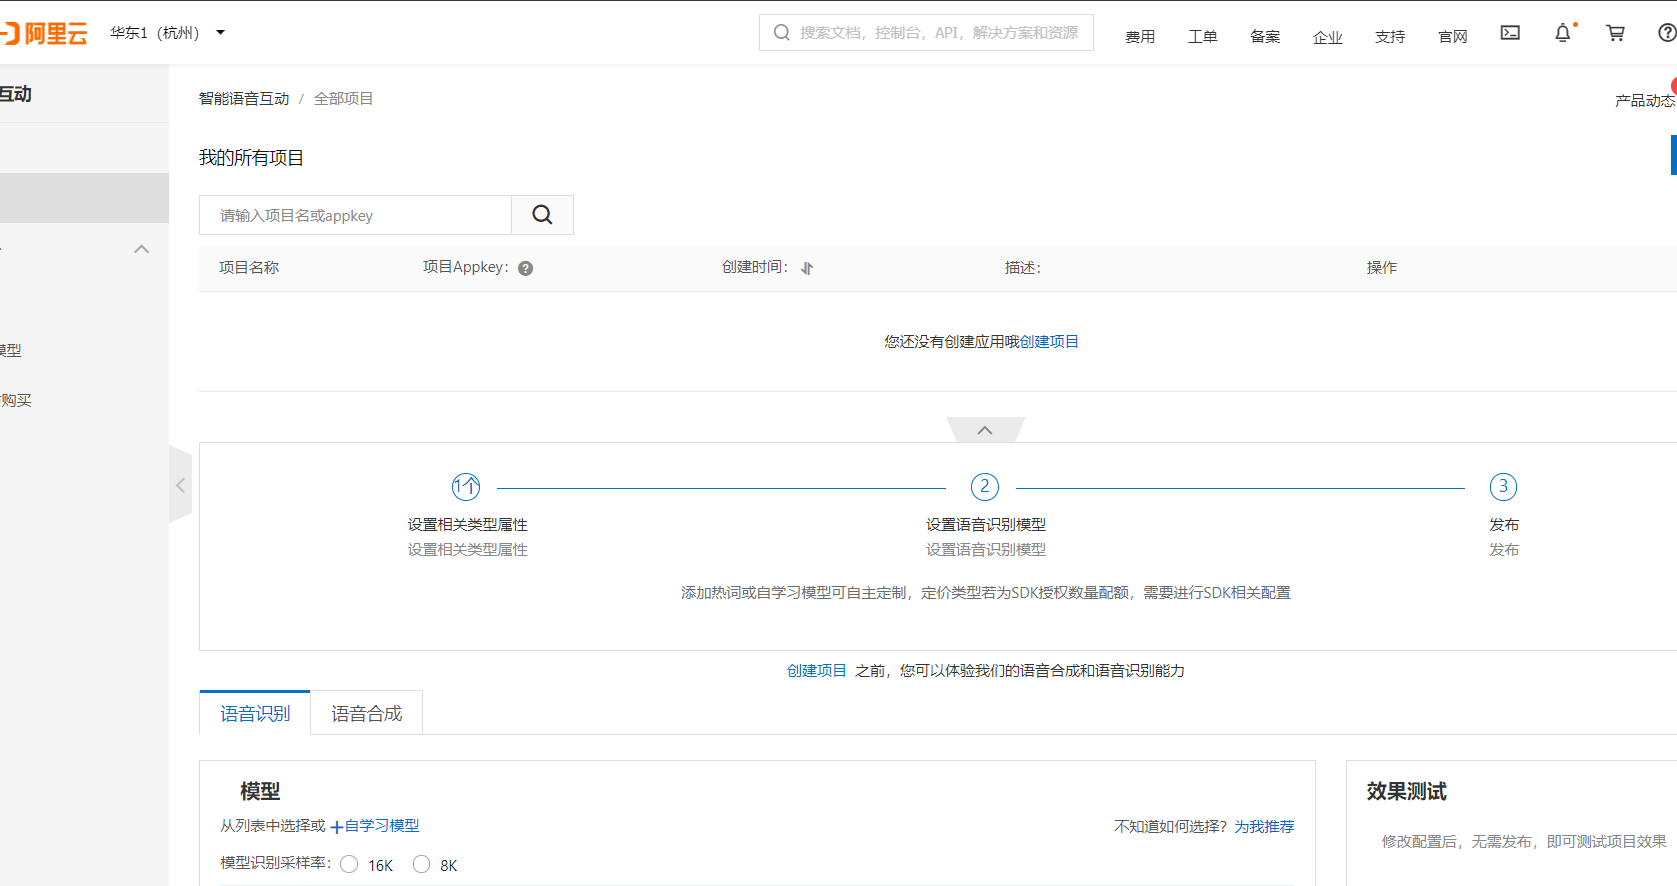 阿里云 华东1（杭州） 搜索文档，控制台，API，解决方案和资源 费用 工单 备案 企业 支持 官网
互动
智能语音互动 / 全部项目 产品动态
我的所有项目
请输入项目名或appkey
项目名称 项目Appkey： 创建时间： 描述： 操作
您还没有创建应用哦创建项目
模型
购买
1个 2 3
设置相关类型属性 设置语音识别模型 发布
设置相关类型属性 设置语音识别模型 发布
添加热词或自学习模型可自主定制，定价类型若为SDK授权数量配额，需要进行SDK相关配置
创建项目 之前，您可以体验我们的语音合成和语音识别能力
语音识别 语音合成
模型 效果测试
从列表中选择或 +自学习模型 不知道如何选择？为我推荐
修改配置后，无需发布，即可测试项目效果
模型识别采样率： 16K 8K